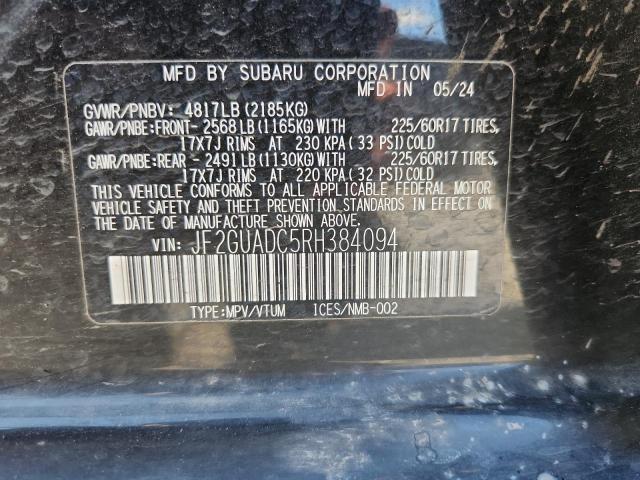 MFD BY SUBARU CORPORATION
MFD IN 05/24
GVWR/PNBV: 4817LB (2185KG)
GAWR/PNBE:FRONT- 2568LB (1165KG) WITH 225/60R17 TIRES,
17X7J RIMS AT 230 KPA (33 PSI) COLD
GAWR/PNBE:REAR - 2491LB (1130KG) WITH 225/60R17 TIRES,
17X7J RIMS AT 220 KPA (32 PSI) COLD
THIS VEHICLE CONFORMS TO ALL APPLICABLE FEDERAL MOTOR
VEHICLE SAFETY AND THEFT PREVENTION STANDARDS IN EFFECT ON
THE DATE OF MANUFACTURE SHOWN ABOVE.
VIN: JF2GUADC5RH384094
TYPE:MPV/VTUM ICES/NMB-002